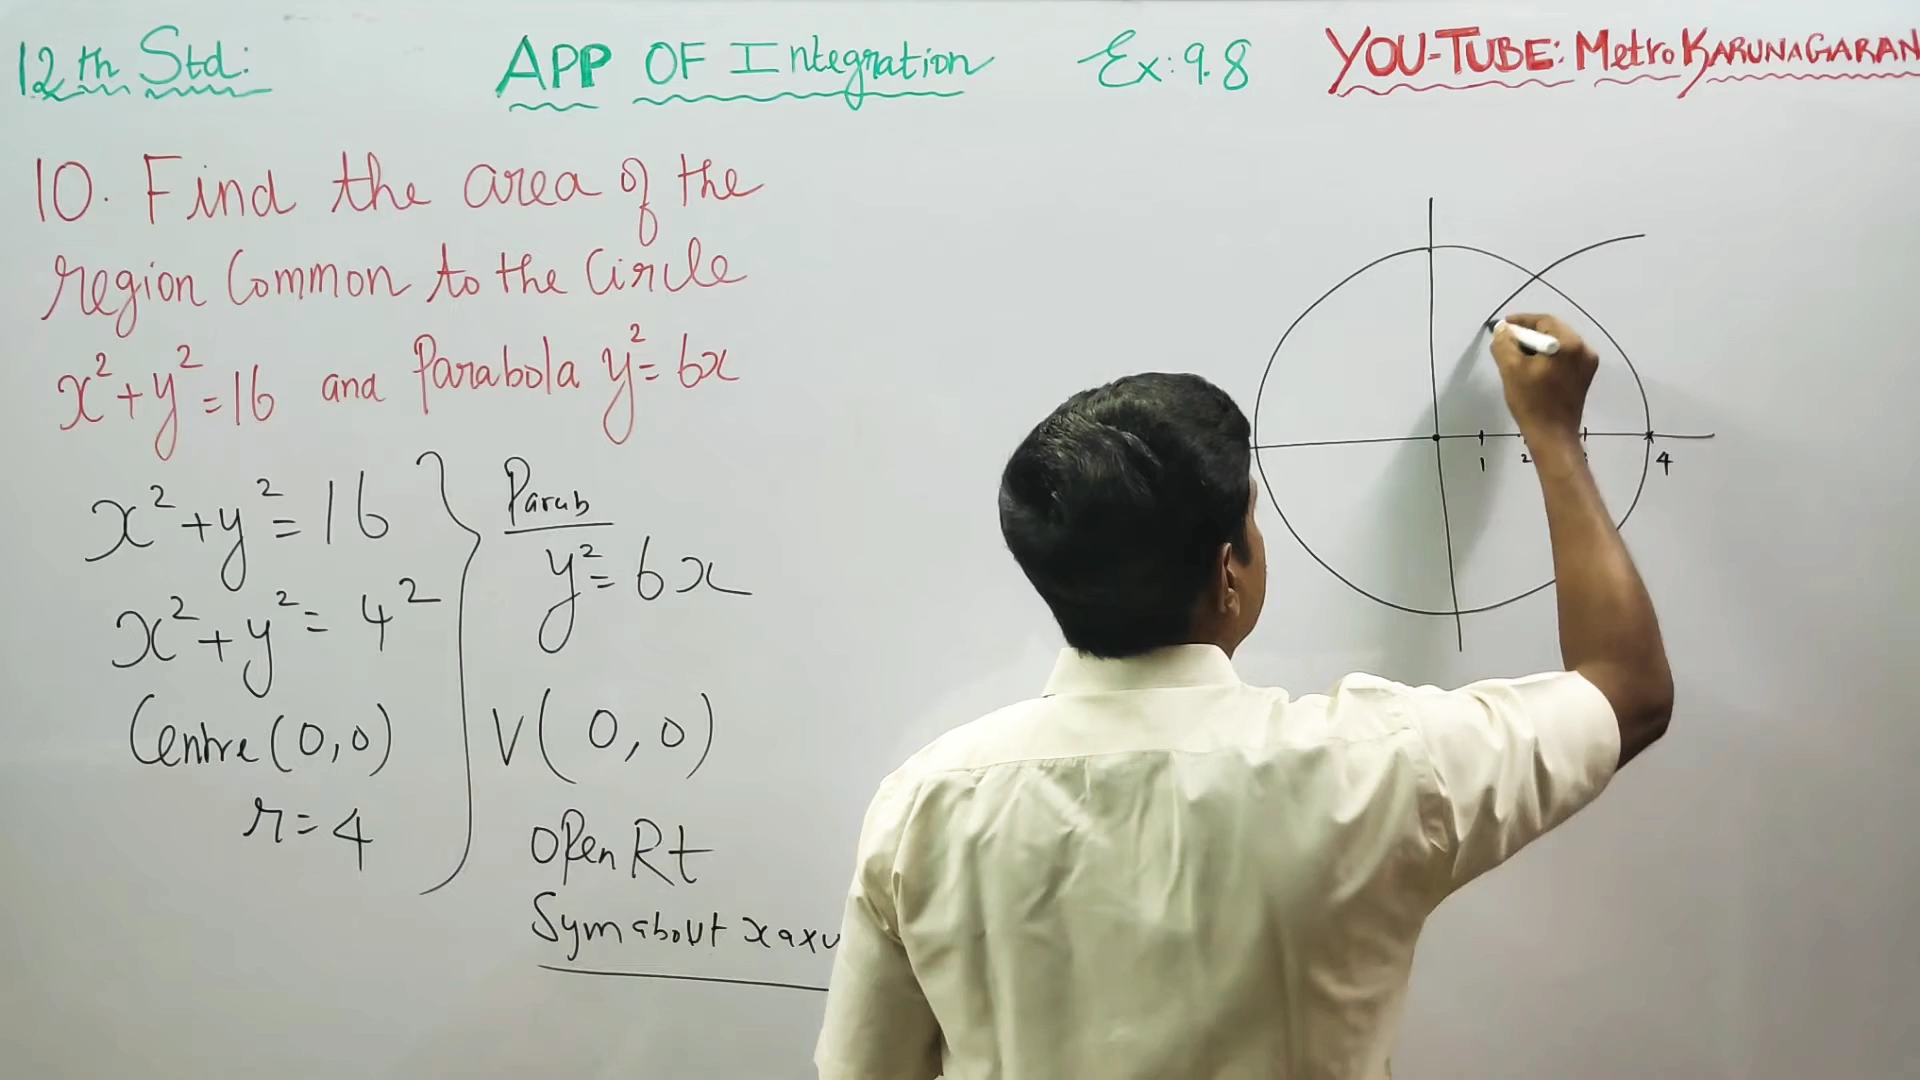 12th Std: APP OF Integration Ex: 9.8 YOU-TUBE: Metro KARUNAGARAN
10. Find the area of the
region Common to the Circle
x²+y²=16 and Parabola y²=6x
x²+y²=16
x²+y²=4²
Centre(0,0)
r=4
Parab
y²=6x
V(0,0)
Open Rt
Sym about x axis
1 2 4